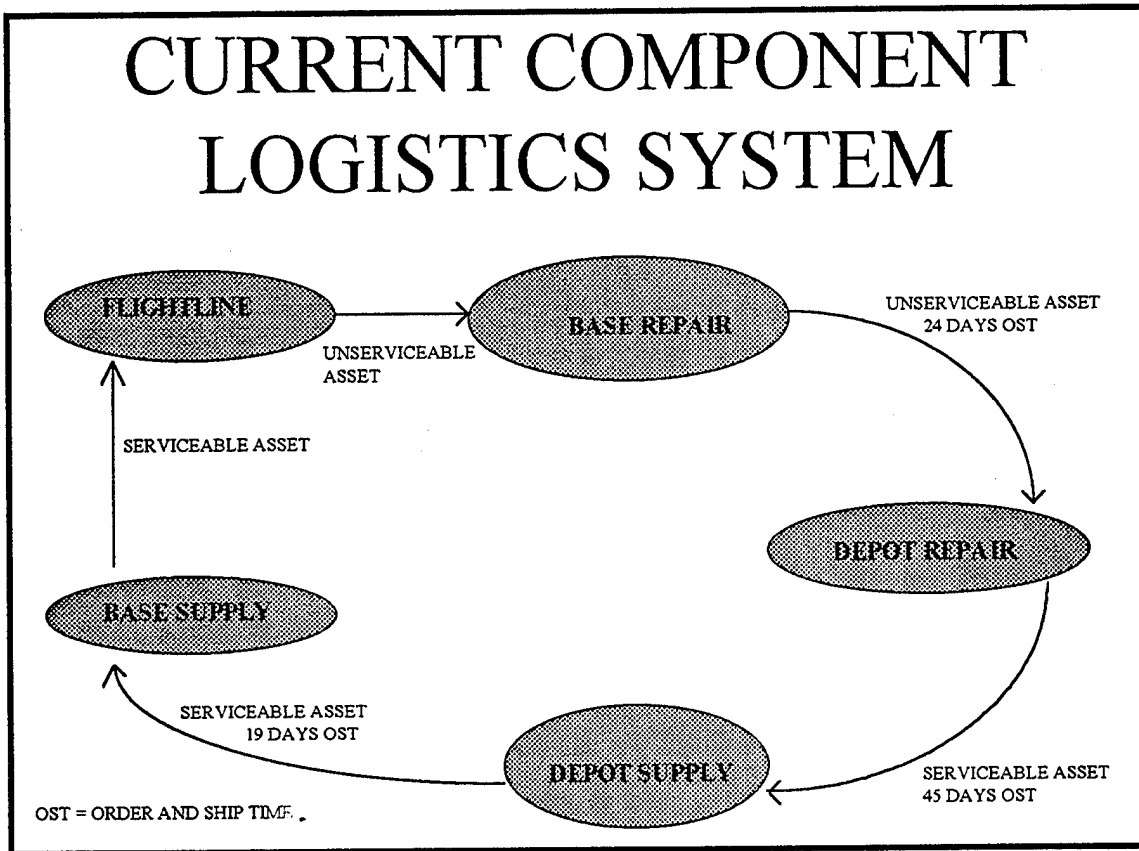 CURRENT COMPONENT
LOGISTICS SYSTEM
FLIGHTLINE
BASE REPAIR
UNSERVICEABLE ASSET
24 DAYS OST
UNSERVICEABLE
ASSET
SERVICEABLE ASSET
DEPOT REPAIR
BASE SUPPLY
SERVICEABLE ASSET
19 DAYS OST
DEPOT SUPPLY
SERVICEABLE ASSET
45 DAYS OST
OST = ORDER AND SHIP TIME.